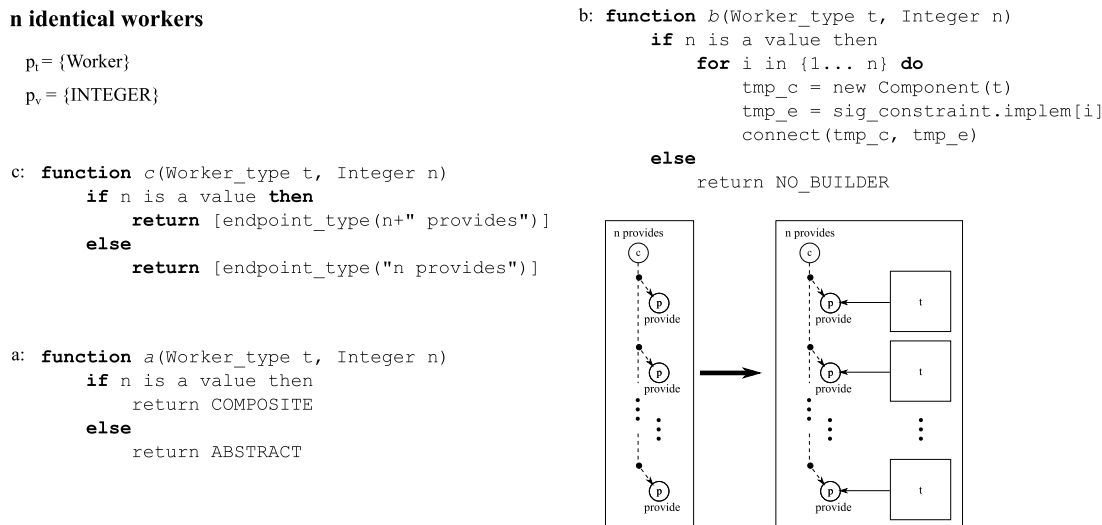 n identical workers
pt = {Worker}
pv = {INTEGER}
c: function c(Worker_type t, Integer n)
if n is a value then
return [endpoint_type(n+" provides")]
else
return [endpoint_type("n provides")]
a: function a(Worker_type t, Integer n)
if n is a value then
return COMPOSITE
else
return ABSTRACT
b: function b(Worker_type t, Integer n)
if n is a value then
for i in {1... n} do
tmp_c = new Component(t)
tmp_e = sig_constraint.implem[i]
connect(tmp_c, tmp_e)
else
return NO_BUILDER
n provides
c
p
provide
p
provide
p
provide
n provides
c
p
provide
t
p
provide
t
p
provide
t